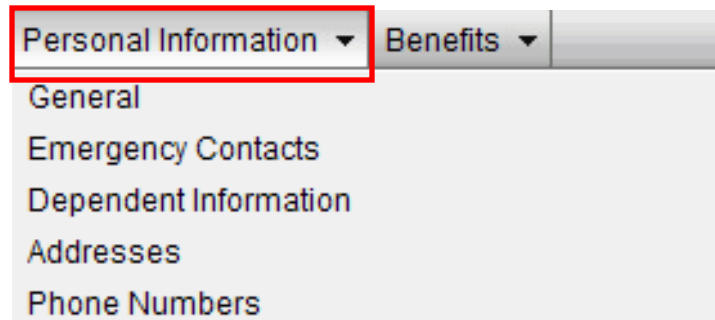 Personal Information Benefits
General
Emergency Contacts
Dependent Information
Addresses
Phone Numbers